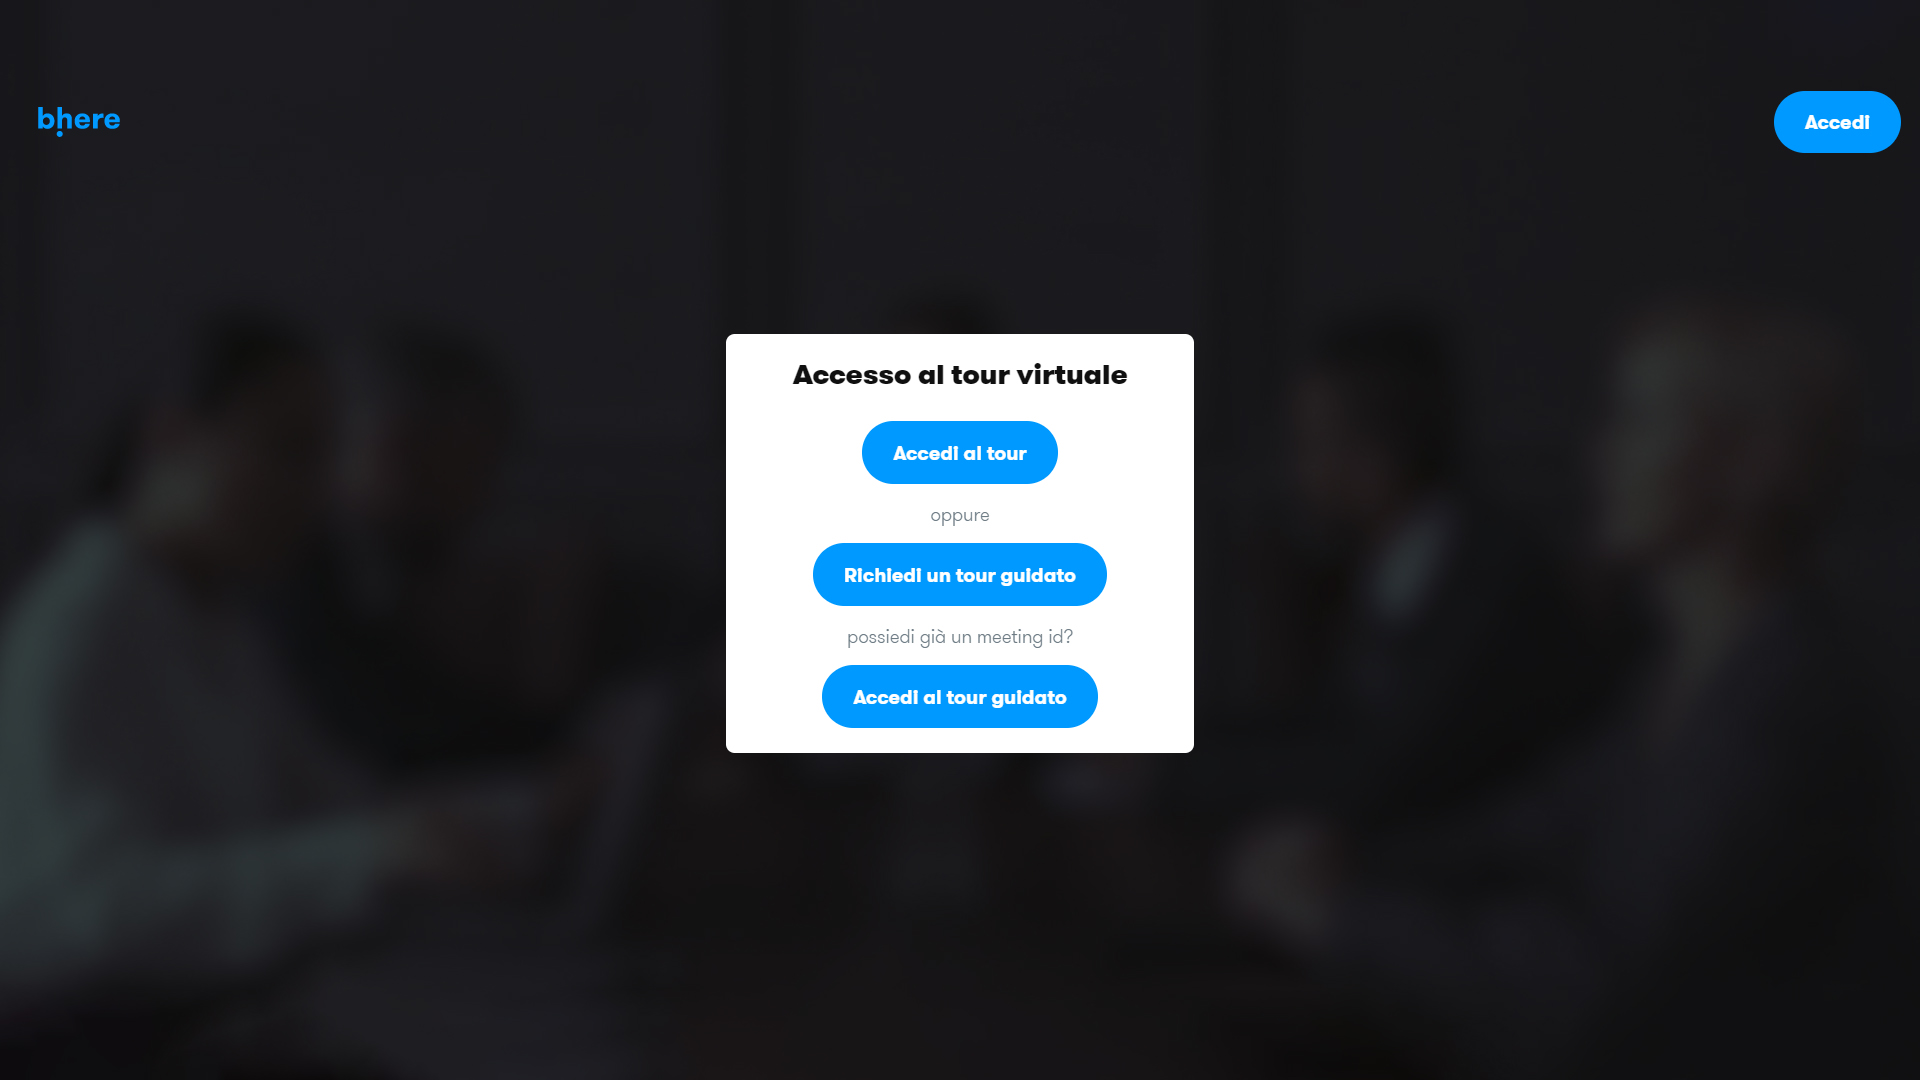 bhere
Accedi
Accesso al tour virtuale
Accedi al tour
oppure
Richiedi un tour guidato
possiedi già un meeting id?
Accedi al tour guidato